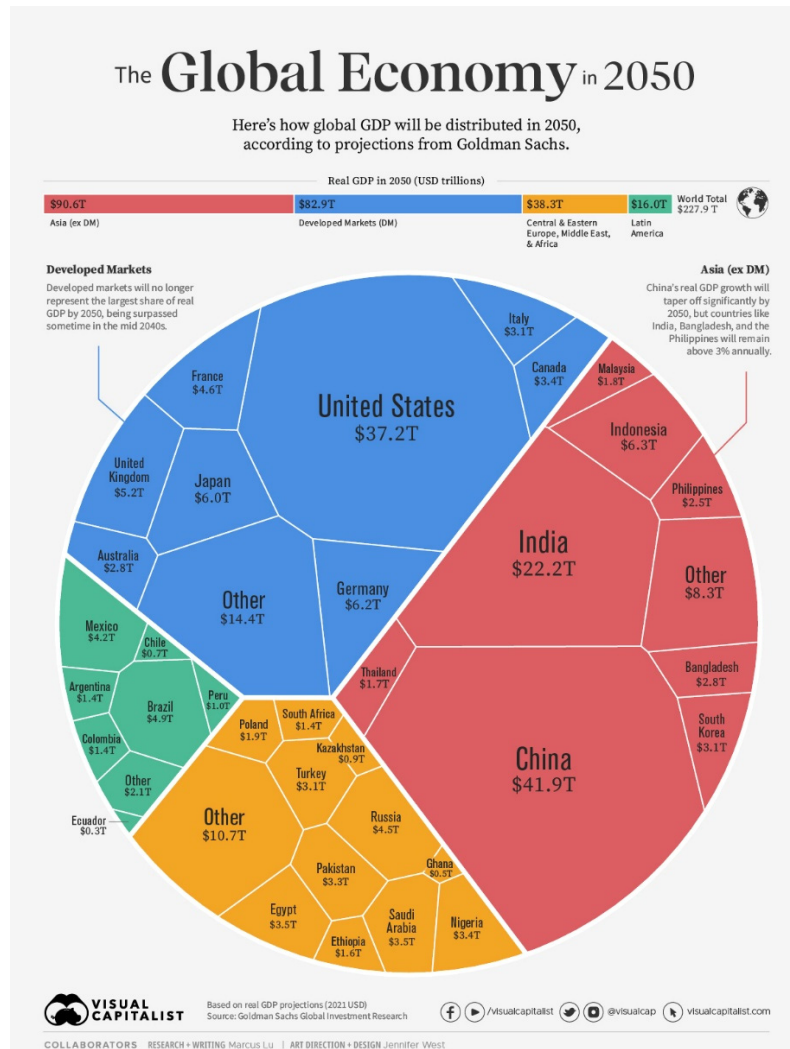 The Global Economy in 2050
Here's how global GDP will be distributed in 2050,
according to projections from Goldman Sachs.
Real GDP in 2050 (USD trillions)
$90.6T
$82.9T
$38.3T
$16.0T
World Total
$227.9 T
Asia (ex DM)
Developed Markets (DM)
Central & Eastern
Europe, Middle East,
& Africa
Latin
America
Developed Markets
Developed markets will no longer
represent the largest share of real
GDP by 2050, being surpassed
sometime in the mid 2040s.
Asia (ex DM)
China's real GDP growth will
taper off significantly by
2050, but countries like
India, Bangladesh, and the
Philippines will remain
above 3% annually.
Italy
$3.1T
Canada
$3.4T
France
$4.6T
United States
$37.2T
United
Kingdom
$5.2T
Japan
$6.0T
Australia
$2.8T
Other
$14.4T
Germany
$6.2T
Malaysia
$1.8T
Indonesia
$6.3T
Philippines
$2.5T
India
$22.2T
Other
$8.3T
Thailand
$1.7T
Bangladesh
$2.8T
South
Korea
$3.1T
China
$41.9T
Mexico
$4.2T
Chile
$0.7T
Argentina
$1.4T
Brazil
$4.9T
Peru
$1.0T
Colombia
$1.4T
Other
$2.1T
Ecuador
$0.3T
Poland
$1.9T
South Africa
$1.4T
Kazakhstan
$0.9T
Turkey
$3.1T
Other
$10.7T
Russia
$4.5T
Pakistan
$3.3T
Ghana
$0.5T
Egypt
$3.5T
Ethiopia
$1.6T
Saudi
Arabia
$3.5T
Nigeria
$3.4T
VISUAL
CAPITALIST
Based on real GDP projections (2021 USD)
Source: Goldman Sachs Global Investment Research
/visualcapitalist
@visualcap
visualcapitalist.com
COLLABORATORS RESEARCH + WRITING Marcus Lu | ART DIRECTION + DESIGN Jennifer West